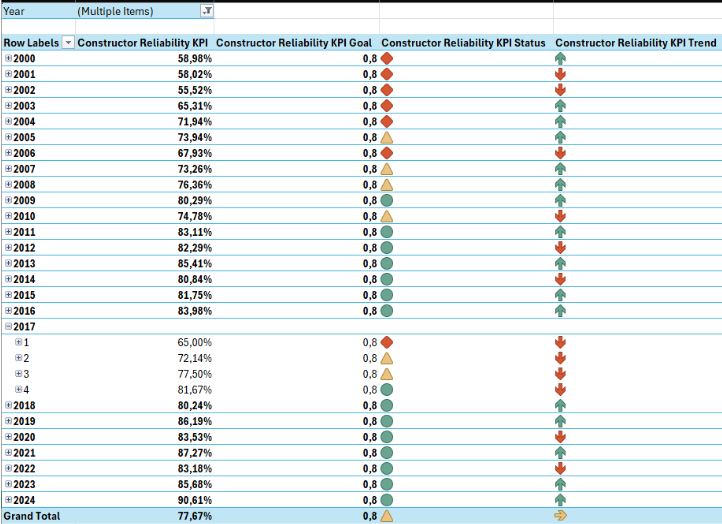 Year (Multiple Items)
Row Labels Cs Constructor Reliability KPI Constructor Reliability KPI Goal Constructor Reliability KPI Status Constructor Reliability KPI Trend
2000 58,98% 0,8
2001 58,02% 0,8
2002 55,52% 0,8
2003 65,31% 0,8
2004 71,94% 0,8
2005 73,94% 0,8
2006 67,93% 0,8
2007 73,26% 0,8
2008 76,36% 0,8
2009 80,29% 0,8
2010 74,78% 0,8
2011 83,11% 0,8
2012 82,29% 0,8
2013 85,41% 0,8
2014 80,84% 0,8
2015 81,75% 0,8
2016 83,98% 0,8
2017
1 65,00% 0,8
2 72,14% 0,8
3 77,50% 0,8
4 81,67% 0,8
2018 80,24% 0,8
2019 86,19% 0,8
2020 83,53% 0,8
2021 87,27% 0,8
2022 83,18% 0,8
2023 85,68% 0,8
2024 90,61% 0,8
Grand Total 77,67% 0,8